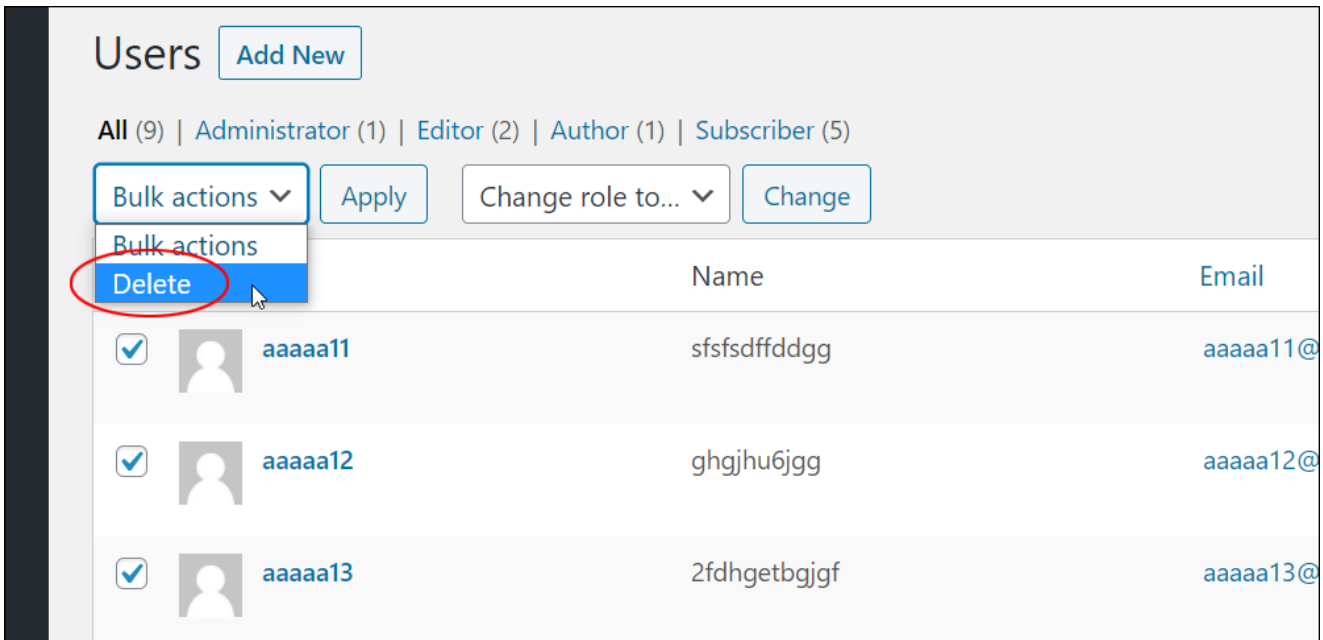 Users Add New
All (9) | Administrator (1) | Editor (2) | Author (1) | Subscriber (5)
Bulk actions Apply Change role to... Change
Bulk actions
Delete
Name Email
aaaaa11 sfsfsdffddgg aaaaa11@
aaaaa12 ghgjhu6jgg aaaaa12@
aaaaa13 2fdhgetbgjgf aaaaa13@